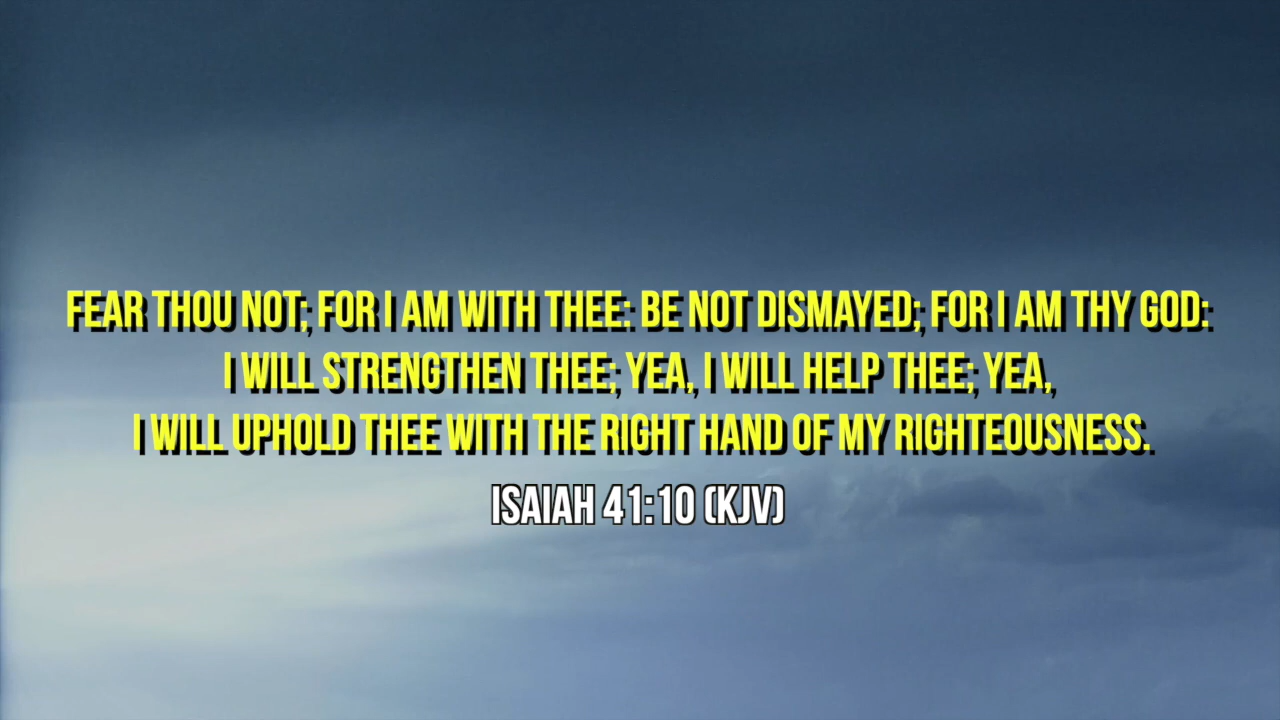 FEAR THOU NOT; FOR I AM WITH THEE: BE NOT DISMAYED; FOR I AM THY GOD:
I WILL STRENGTHEN THEE; YEA, I WILL HELP THEE; YEA,
I WILL UPHOLD THEE WITH THE RIGHT HAND OF MY RIGHTEOUSNESS.
ISAIAH 41:10 (KJV)